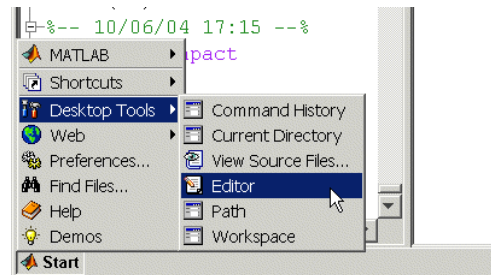 %-- 10/06/04 17:15 --%
MATLAB
Shortcuts
Desktop Tools
Web
Preferences...
Find Files...
Help
Demos
Command History
Current Directory
View Source Files...
Editor
Path
Workspace
Start